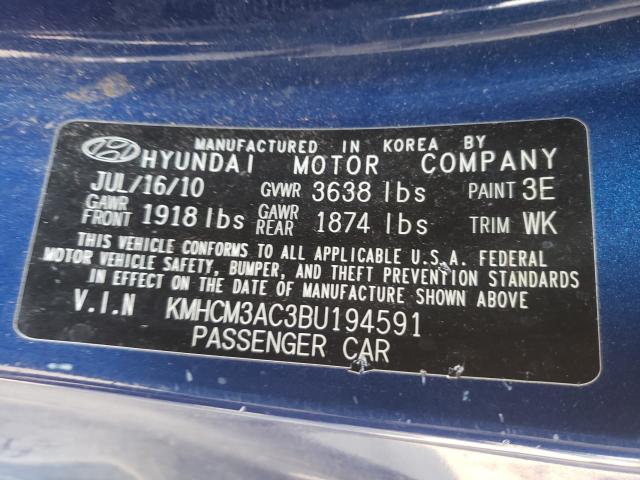 MANUFACTURED IN KOREA BY
HYUNDAI MOTOR COMPANY
JUL/16/10 GVWR 3638 lbs PAINT 3E
GAWR FRONT 1918 lbs GAWR REAR 1874 lbs TRIM WK
THIS VEHICLE CONFORMS TO ALL APPLICABLE U.S.A. FEDERAL
MOTOR VEHICLE SAFETY, BUMPER, AND THEFT PREVENTION STANDARDS
IN EFFECT ON THE DATE OF MANUFACTURE SHOWN ABOVE
V.I.N KMHCM3AC3BU194591
PASSENGER CAR